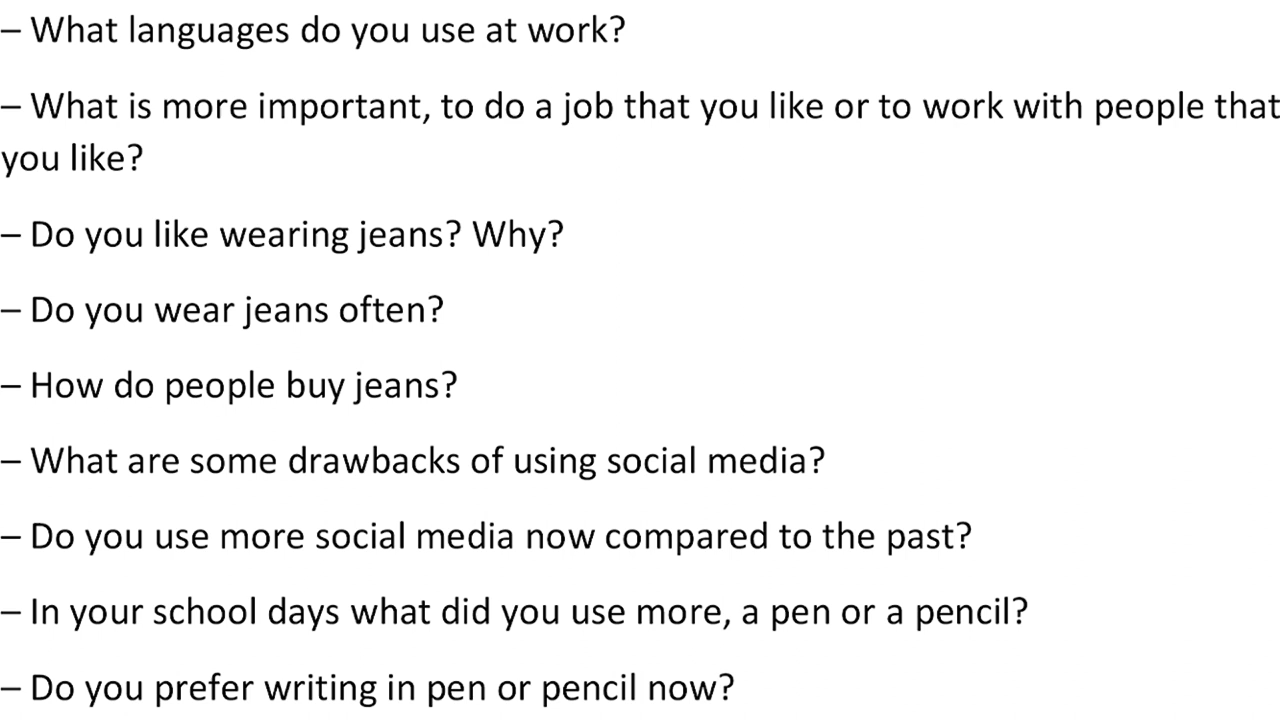 – What languages do you use at work?
– What is more important, to do a job that you like or to work with people that
you like?
– Do you like wearing jeans? Why?
– Do you wear jeans often?
– How do people buy jeans?
– What are some drawbacks of using social media?
– Do you use more social media now compared to the past?
– In your school days what did you use more, a pen or a pencil?
– Do you prefer writing in pen or pencil now?